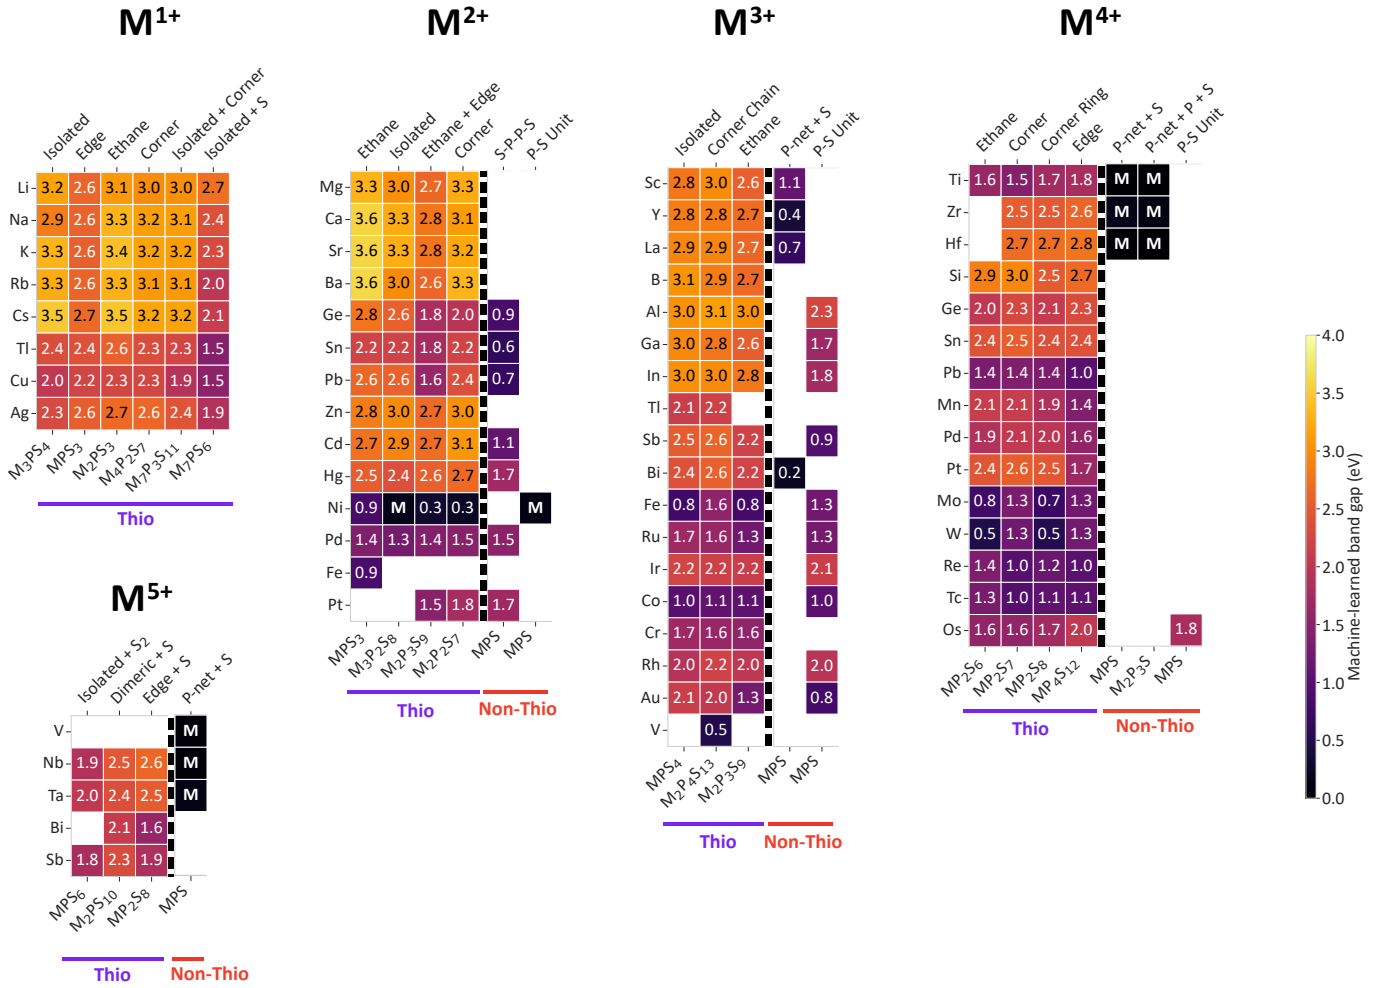 M1+
M2+
M3+
M4+
Isolated
Edge
Ethane
Corner
Isolated + Corner
Isolated + S
Li 3.2 2.6 3.1 3.0 3.0 2.7
Na 2.9 2.6 3.3 3.2 3.1 2.4
K 3.3 2.6 3.4 3.2 3.2 2.3
Rb 3.3 2.6 3.3 3.1 3.1 2.0
Cs 3.5 2.7 3.5 3.2 3.2 2.1
Tl 2.4 2.4 2.6 2.3 2.3 1.5
Cu 2.0 2.2 2.3 2.3 1.9 1.5
Ag 2.3 2.6 2.7 2.6 2.4 1.9
M3PS4
MPS3
M2PS3
M4P2S7
M7P3S11
M7PS6
Thio
Ethane
Isolated
Ethane + Edge
Corner
S-P-P-S
P-S Unit
Mg 3.3 3.0 2.7 3.3
Ca 3.6 3.3 2.8 3.1
Sr 3.6 3.3 2.8 3.2
Ba 3.6 3.0 2.6 3.3
Ge 2.8 2.6 1.8 2.0 0.9
Sn 2.2 2.2 1.8 2.2 0.6
Pb 2.6 2.6 1.6 2.4 0.7
Zn 2.8 3.0 2.7 3.0
Cd 2.7 2.9 2.7 3.1 1.1
Hg 2.5 2.4 2.6 2.7 1.7
Ni 0.9 M 0.3 0.3 M
Pd 1.4 1.3 1.4 1.5 1.5
Fe 0.9
Pt 1.5 1.8 1.7
MPS3
M3P2S8
M2P3S9
M2P2S7
MPS
MPS
Thio
Non-Thio
Isolated
Corner Chain
Ethane
P-net + S
P-S Unit
Sc 2.8 3.0 2.6 1.1
Y 2.8 2.8 2.7 0.4
La 2.9 2.9 2.7 0.7
B 3.1 2.9 2.7
Al 3.0 3.1 3.0 2.3
Ga 3.0 2.8 2.6 1.7
In 3.0 3.0 2.8 1.8
Tl 2.1 2.2
Sb 2.5 2.6 2.2 0.9
Bi 2.4 2.6 2.2 0.2
Fe 0.8 1.6 0.8 1.3
Ru 1.7 1.6 1.3 1.3
Ir 2.2 2.2 2.2 2.1
Co 1.0 1.1 1.1 1.0
Cr 1.7 1.6 1.6
Rh 2.0 2.2 2.0 2.0
Au 2.1 2.0 1.3 0.8
V 0.5
MPS4
M2P4S13
M2P3S9
MPS
MPS
Thio
Non-Thio
Ethane
Corner
Corner Ring
Edge
P-net + S
P-net + P + S
P-S Unit
Ti 1.6 1.5 1.7 1.8 M M
Zr 2.5 2.5 2.6 M M
Hf 2.7 2.7 2.8 M M
Si 2.9 3.0 2.5 2.7
Ge 2.0 2.3 2.1 2.3
Sn 2.4 2.5 2.4 2.4
Pb 1.4 1.4 1.4 1.0
Mn 2.1 2.1 1.9 1.4
Pd 1.9 2.1 2.0 1.6
Pt 2.4 2.6 2.5 1.7
Mo 0.8 1.3 0.7 1.3
W 0.5 1.3 0.5 1.3
Re 1.4 1.0 1.2 1.0
Tc 1.3 1.0 1.1 1.1
Os 1.6 1.6 1.7 2.0 1.8
MP2S6
MP2S7
MP2S8
MP4S12
MPS
M2P3S
MPS
Thio
Non-Thio
4.0
3.5
3.0
2.5
2.0
1.5
1.0
0.5
0.0
Machine-learned band gap (eV)
M5+
Isolated + S2
Dimeric + S
Edge + S
P-net + S
V M
Nb 1.9 2.5 2.6 M
Ta 2.0 2.4 2.5 M
Bi 2.1 1.6
Sb 1.8 2.3 1.9
MPS6
M2PS10
MP2S8
MPS
Thio
Non-Thio